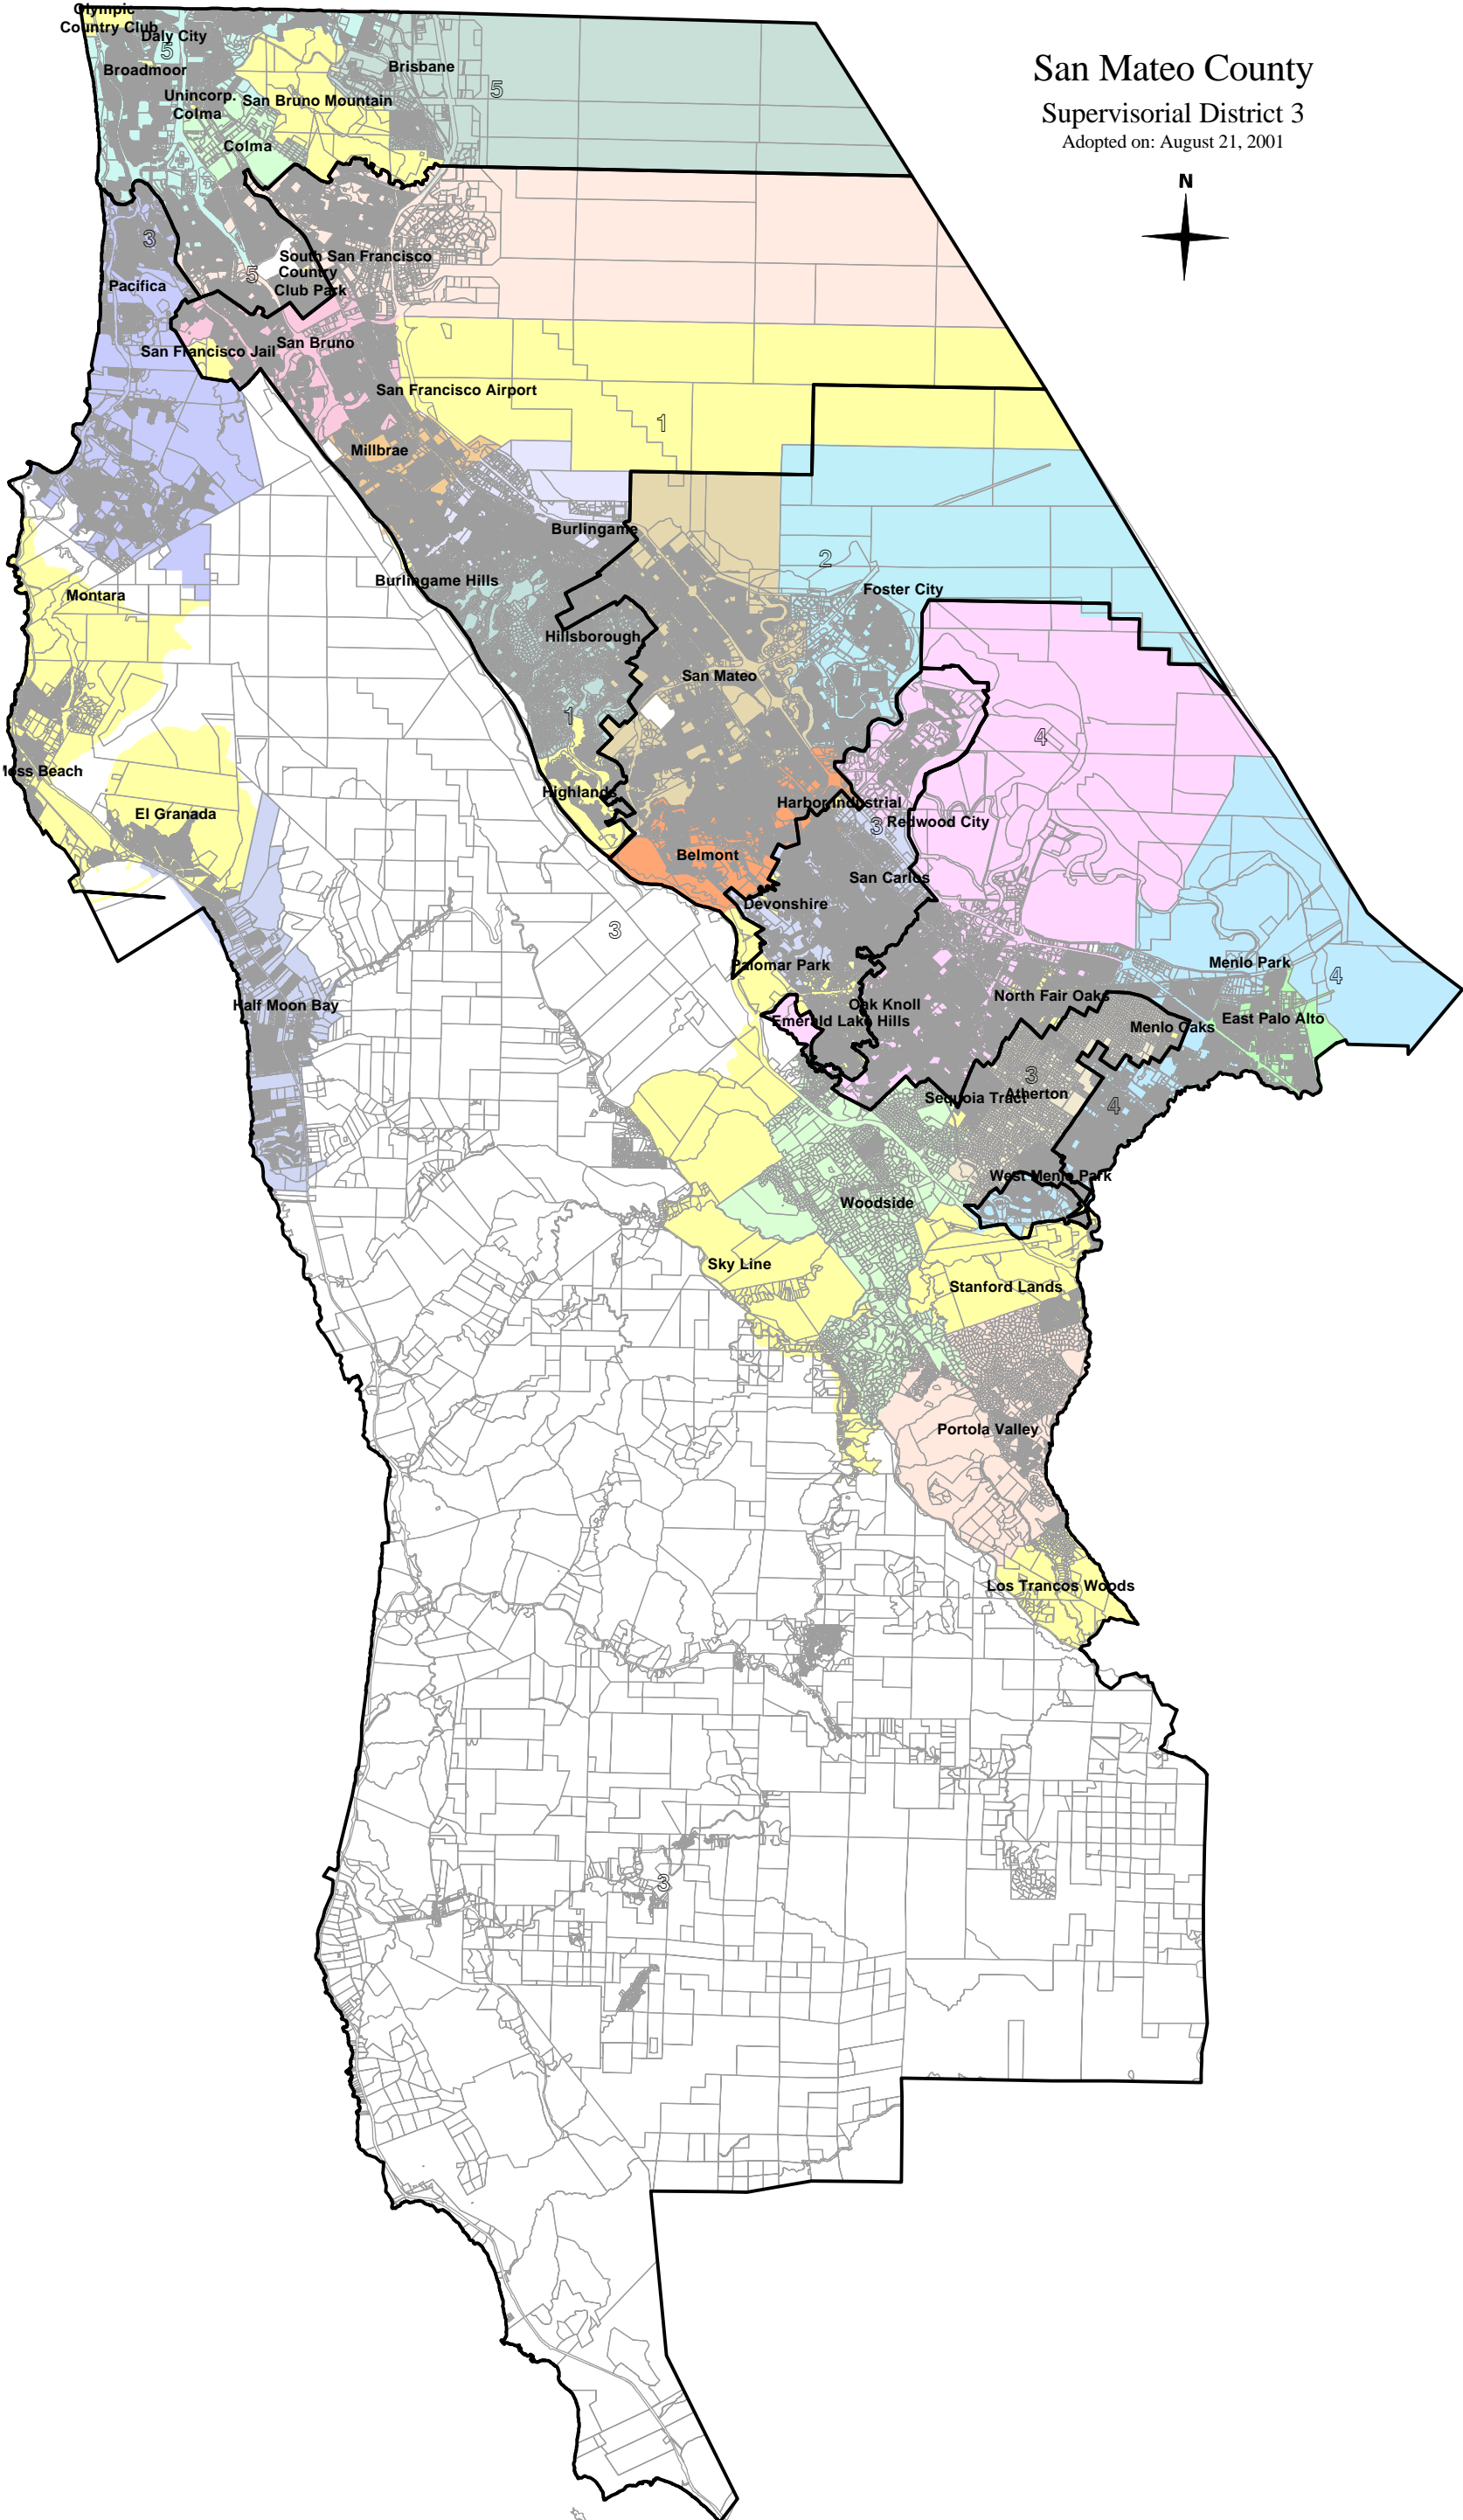 San Mateo County
Supervisorial District 3
Adopted on: August 21, 2001
N
Olympic
Country Club
Daly City
5
Broadmoor
Brisbane
5
Unincorp.
Colma
San Bruno Mountain
Colma
3
South San Francisco
5
Country
Club Park
Pacifica
San Bruno
San Francisco Jail
San Francisco Airport
1
Millbrae
Burlingame
2
Burlingame Hills
Foster City
Montara
Hillsborough
San Mateo
1
4
Moss Beach
Highlands
Harbor Industrial
El Granada
3
Redwood City
Belmont
San Carlos
Devonshire
3
Palomar Park
Menlo Park
4
Half Moon Bay
Oak Knoll
North Fair Oaks
Emerald Lake Hills
Menlo Oaks
East Palo Alto
3
Sequoia Tract
Atherton
4
West Menlo Park
Woodside
Sky Line
Stanford Lands
Portola Valley
Los Trancos Woods
3